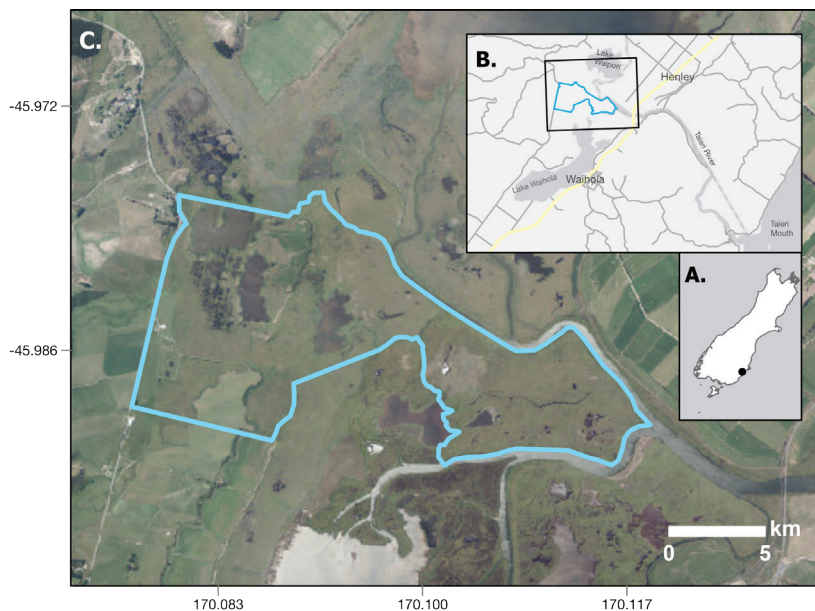 C.
B.
Lake
Waipori
Henley
Taieri River
Lake Waihola
Waihola
Taieri
Mouth
A.
-45.972
-45.986
km
0 5
170.083 170.100 170.117